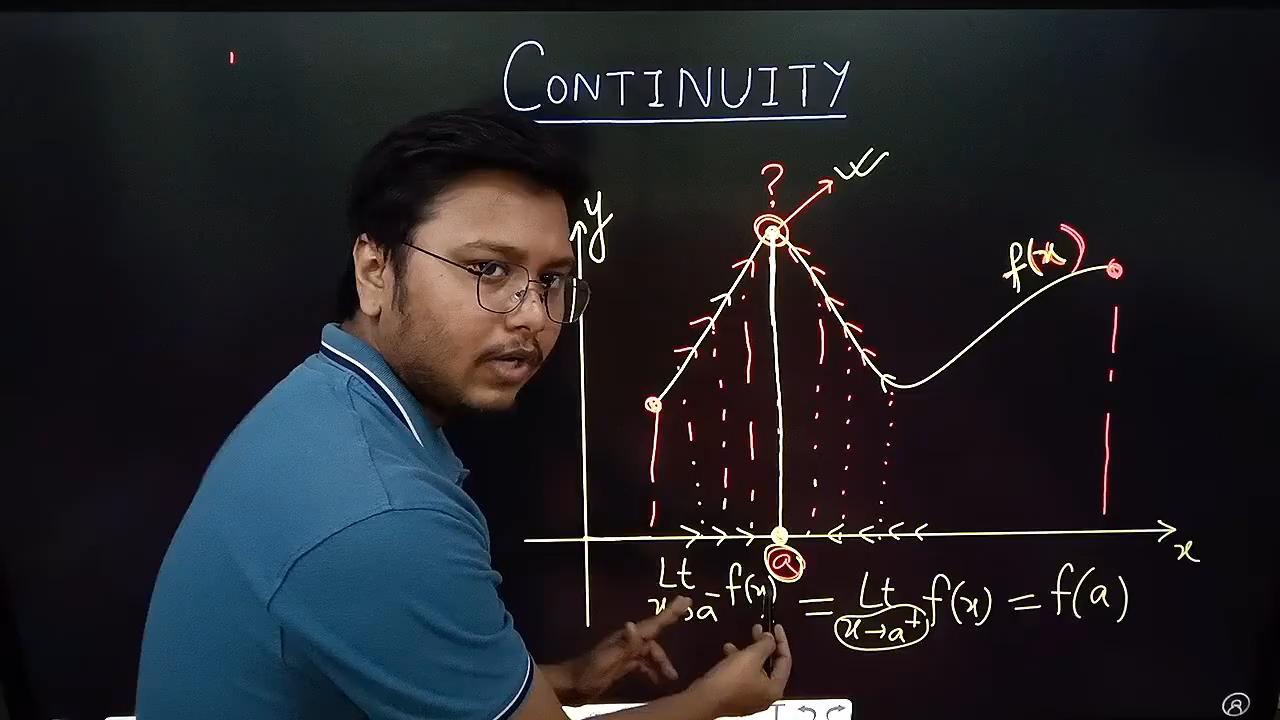 CONTINUITY
?
y
f(x)
x
a
Lt x→a⁻ f(x) = Lt x→a⁺ f(x) = f(a)